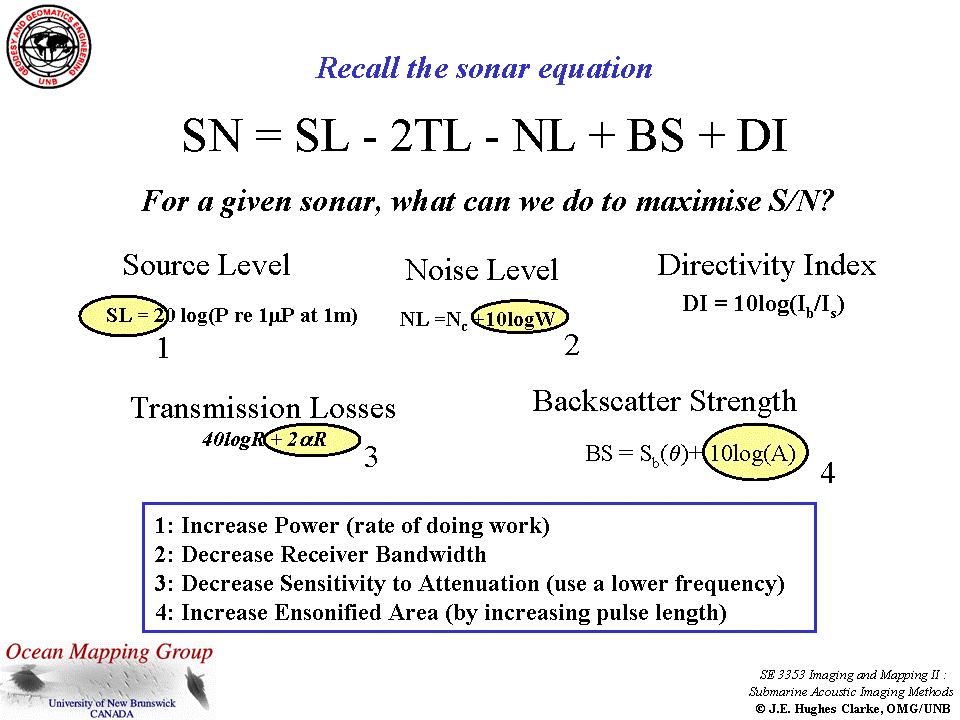 GEODESY AND GEOMATICS ENGINEERING
UNB
Recall the sonar equation
SN = SL - 2TL - NL + BS + DI
For a given sonar, what can we do to maximise S/N?
Source Level
SL = 20 log(P re 1μP at 1m)
1
Noise Level
NL =Nc +10logW
2
Directivity Index
DI = 10log(Ib/Is)
Transmission Losses
40logR + 2αR
3
Backscatter Strength
BS = Sb(θ)+ 10log(A)
4
1: Increase Power (rate of doing work)
2: Decrease Receiver Bandwidth
3: Decrease Sensitivity to Attenuation (use a lower frequency)
4: Increase Ensonified Area (by increasing pulse length)
Ocean Mapping Group
University of New Brunswick
CANADA
SE 3353 Imaging and Mapping II :
Submarine Acoustic Imaging Methods
© J.E. Hughes Clarke, OMG/UNB